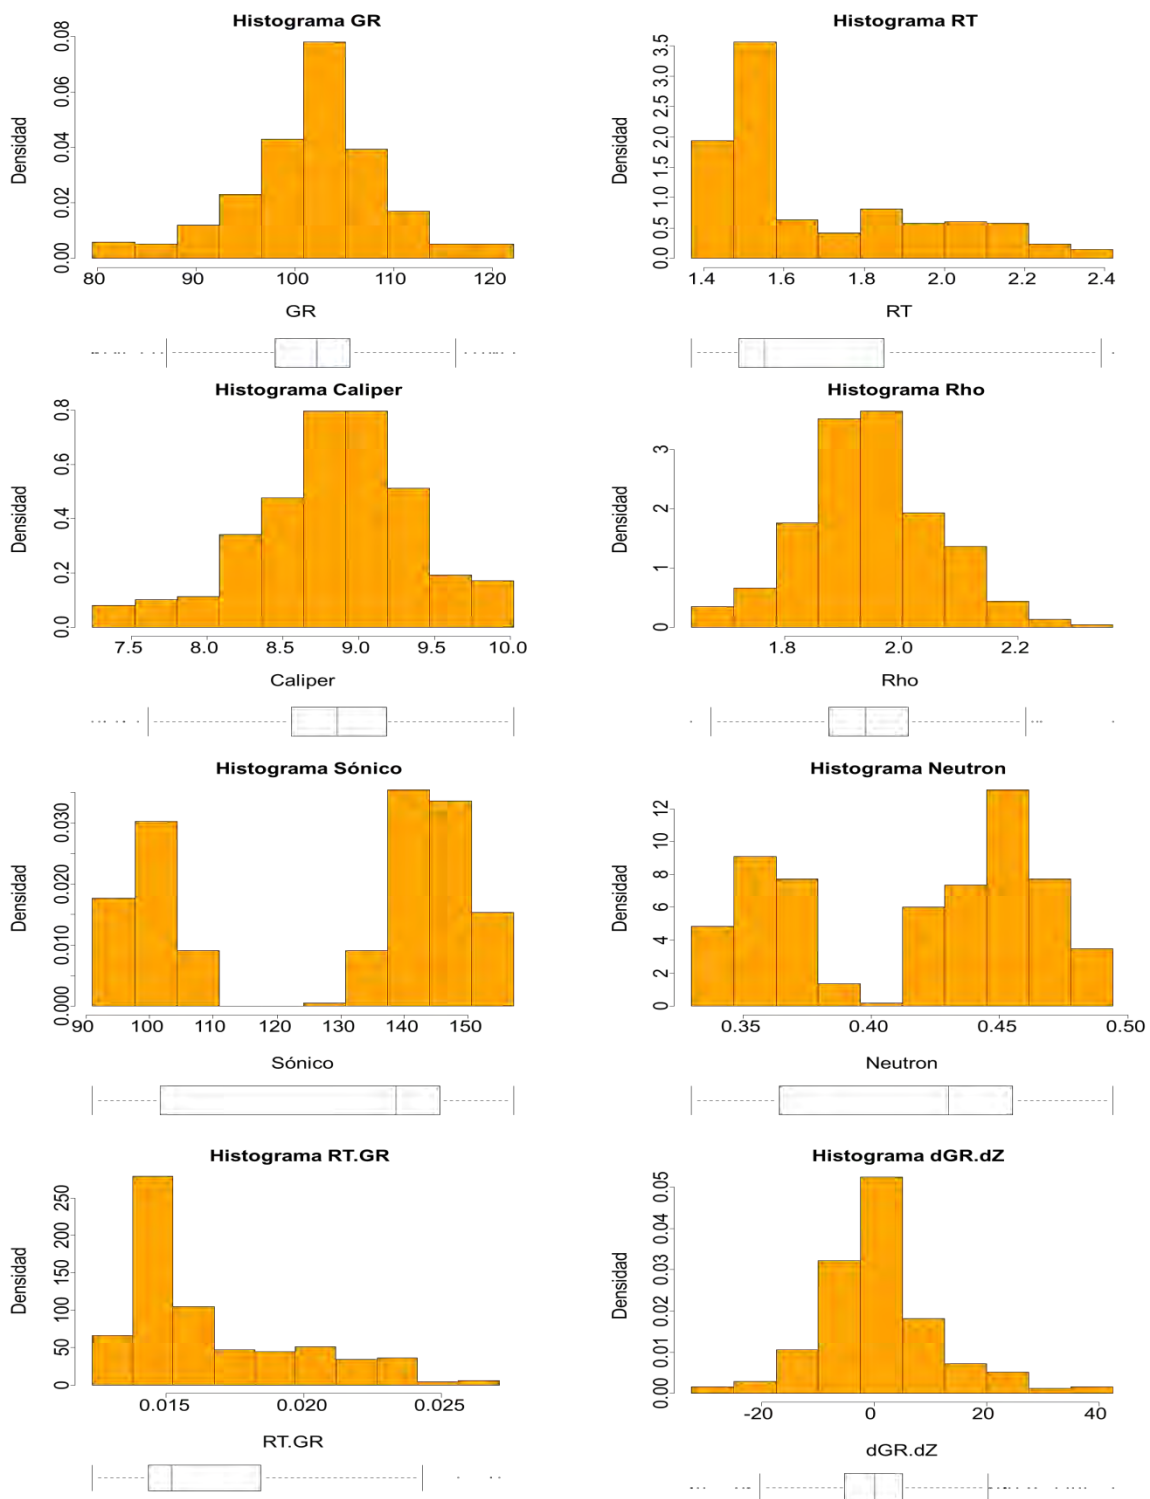 Histograma GR
Densidad
0.00 0.02 0.04 0.06 0.08
80 90 100 110 120
GR
Histograma RT
Densidad
0.0 0.5 1.0 1.5 2.0 2.5 3.0 3.5
1.4 1.6 1.8 2.0 2.2 2.4
RT
Histograma Caliper
Densidad
0.0 0.2 0.4 0.6 0.8
7.5 8.0 8.5 9.0 9.5 10.0
Caliper
Histograma Rho
Densidad
0 1 2 3
1.8 2.0 2.2
Rho
Histograma Sónico
Densidad
0.000 0.010 0.020 0.030
90 100 110 120 130 140 150
Sónico
Histograma Neutron
Densidad
0 2 4 6 8 10 12
0.35 0.40 0.45 0.50
Neutron
Histograma RT.GR
Densidad
0 50 100 150 200 250
0.015 0.020 0.025
RT.GR
Histograma dGR.dZ
Densidad
0.00 0.01 0.02 0.03 0.04 0.05
-20 0 20 40
dGR.dZ